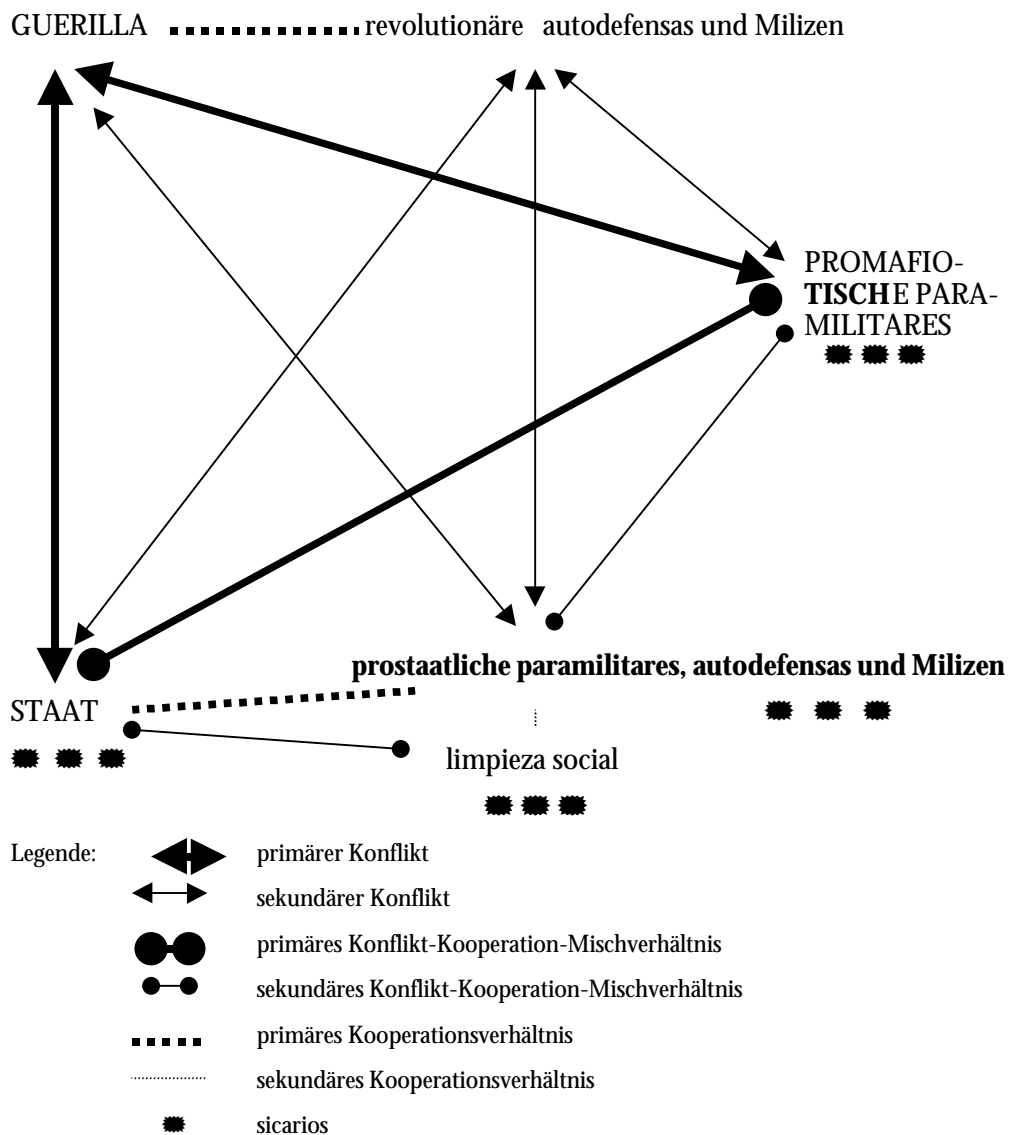 GUERILLA revolutionäre autodefensas und Milizen
PROMAFIO-
TISCHE PARA-
MILITARES
prostaatliche paramilitares, autodefensas und Milizen
STAAT
limpieza social
Legende: primärer Konflikt
sekundärer Konflikt
primäres Konflikt-Kooperation-Mischverhältnis
sekundäres Konflikt-Kooperation-Mischverhältnis
primäres Kooperationsverhältnis
sekundäres Kooperationsverhältnis
sicarios